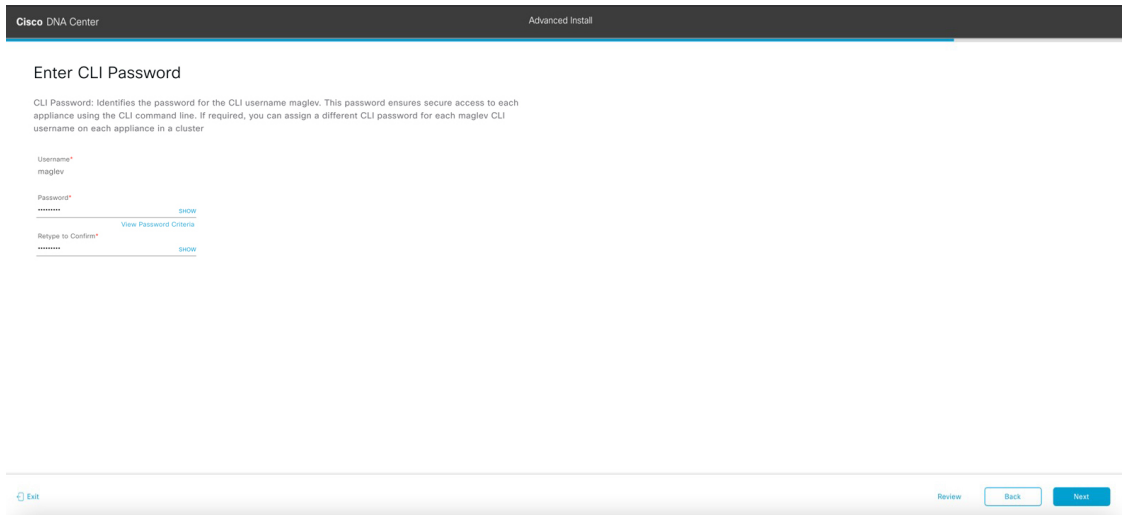 Cisco DNA Center
Advanced Install
Enter CLI Password
CLI Password: Identifies the password for the CLI username maglev. This password ensures secure access to each
appliance using the CLI command line. If required, you can assign a different CLI password for each maglev CLI
username on each appliance in a cluster
Username*
maglev
Password*
••••••••• SHOW
View Password Criteria
Retype to Confirm*
••••••••• SHOW
Exit
Review
Back
Next